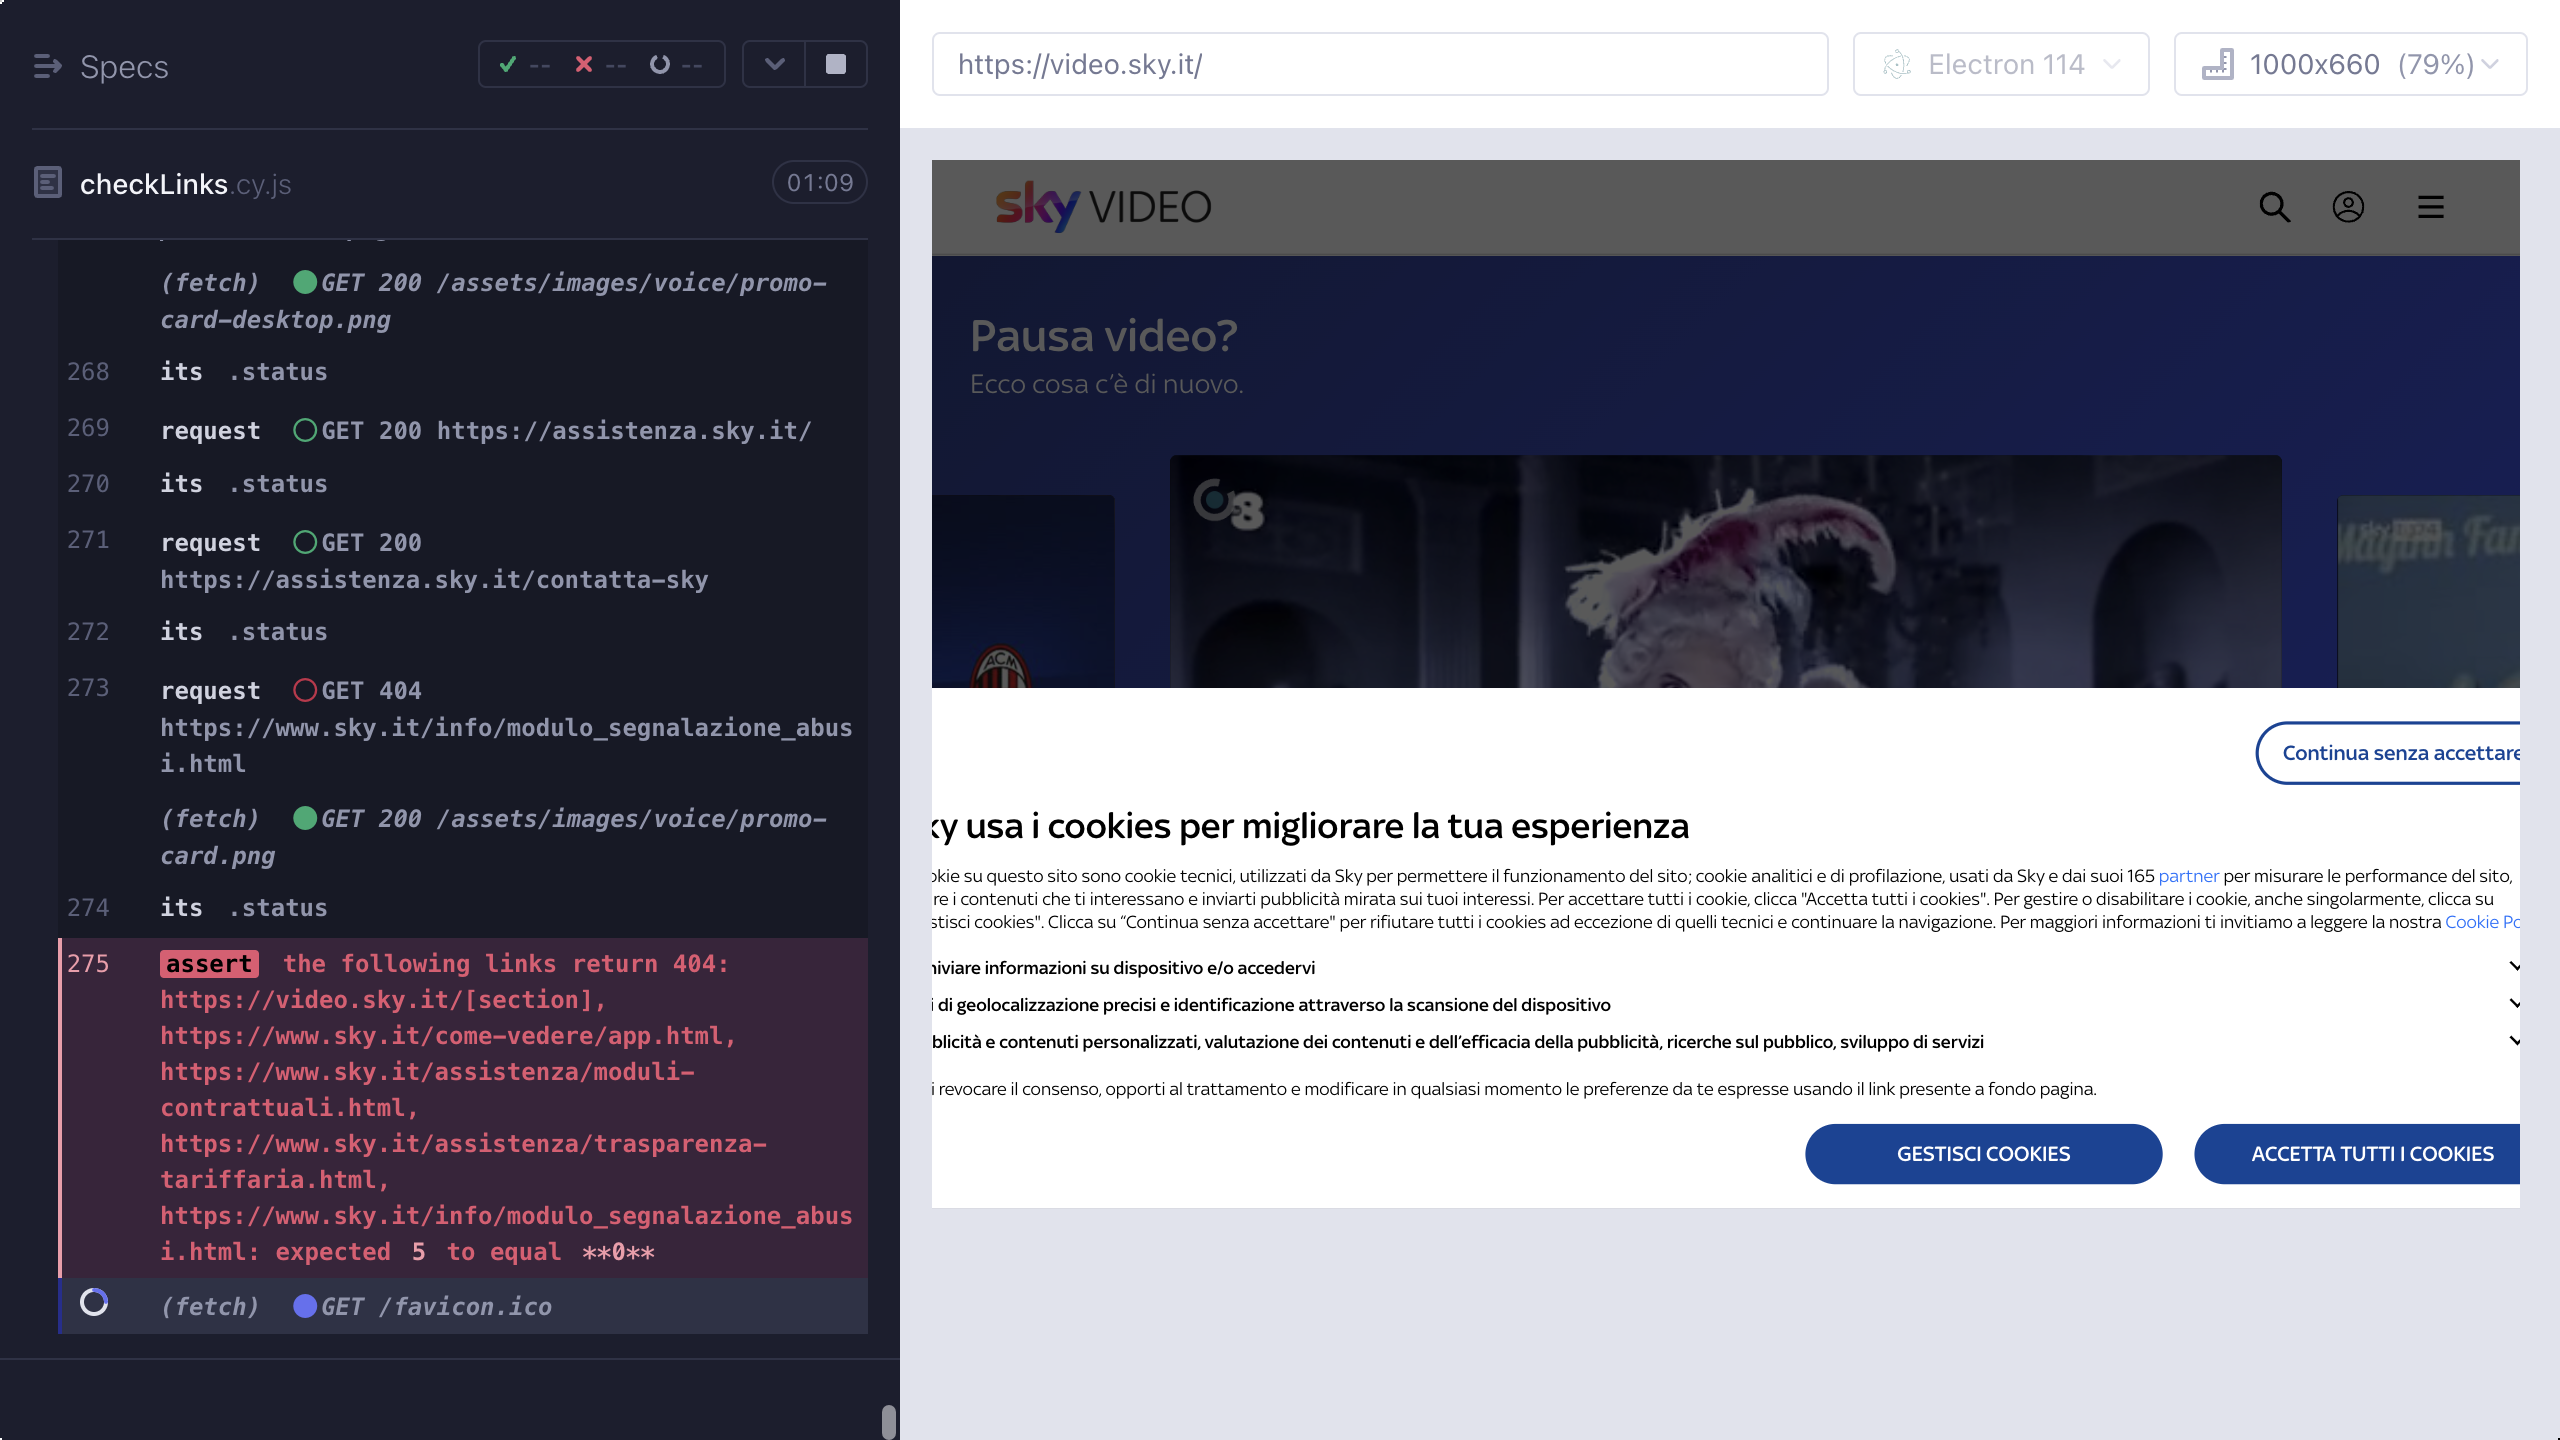 Specs
-- -- --
checkLinks.cy.js
01:09
(fetch) GET 200 /assets/images/voice/promo-
card-desktop.png
268 its .status
269 request GET 200 https://assistenza.sky.it/
270 its .status
271 request GET 200
https://assistenza.sky.it/contatta-sky
272 its .status
273 request GET 404
https://www.sky.it/info/modulo_segnalazione_abus
i.html
(fetch) GET 200 /assets/images/voice/promo-
card.png
274 its .status
275 assert the following links return 404:
https://video.sky.it/[section],
https://www.sky.it/come-vedere/app.html,
https://www.sky.it/assistenza/moduli-
contrattuali.html,
https://www.sky.it/assistenza/trasparenza-
tariffaria.html,
https://www.sky.it/info/modulo_segnalazione_abus
i.html: expected 5 to equal **0**
(fetch) GET /favicon.ico
https://video.sky.it/
Electron 114
1000x660 (79%)
sky VIDEO
Pausa video?
Ecco cosa c'è di nuovo.
8
ACM
Continua senza accettare
ky usa i cookies per migliorare la tua esperienza
okie su questo sito sono cookie tecnici, utilizzati da Sky per permettere il funzionamento del sito; cookie analitici e di profilazione, usati da Sky e dai suoi 165 partner per misurare le performance del sito,
re i contenuti che ti interessano e inviarti pubblicità mirata sui tuoi interessi. Per accettare tutti i cookie, clicca "Accetta tutti i cookies". Per gestire o disabilitare i cookie, anche singolarmente, clicca su
stisci cookies". Clicca su “Continua senza accettare" per rifiutare tutti i cookies ad eccezione di quelli tecnici e continuare la navigazione. Per maggiori informazioni ti invitiamo a leggere la nostra Cookie Po
niviare informazioni su dispositivo e/o accedervi
i di geolocalizzazione precisi e identificazione attraverso la scansione del dispositivo
blicità e contenuti personalizzati, valutazione dei contenuti e dell'efficacia della pubblicità, ricerche sul pubblico, sviluppo di servizi
i revocare il consenso, opporti al trattamento e modificare in qualsiasi momento le preferenze da te espresse usando il link presente a fondo pagina.
GESTISCI COOKIES
ACCETTA TUTTI I COOKIES